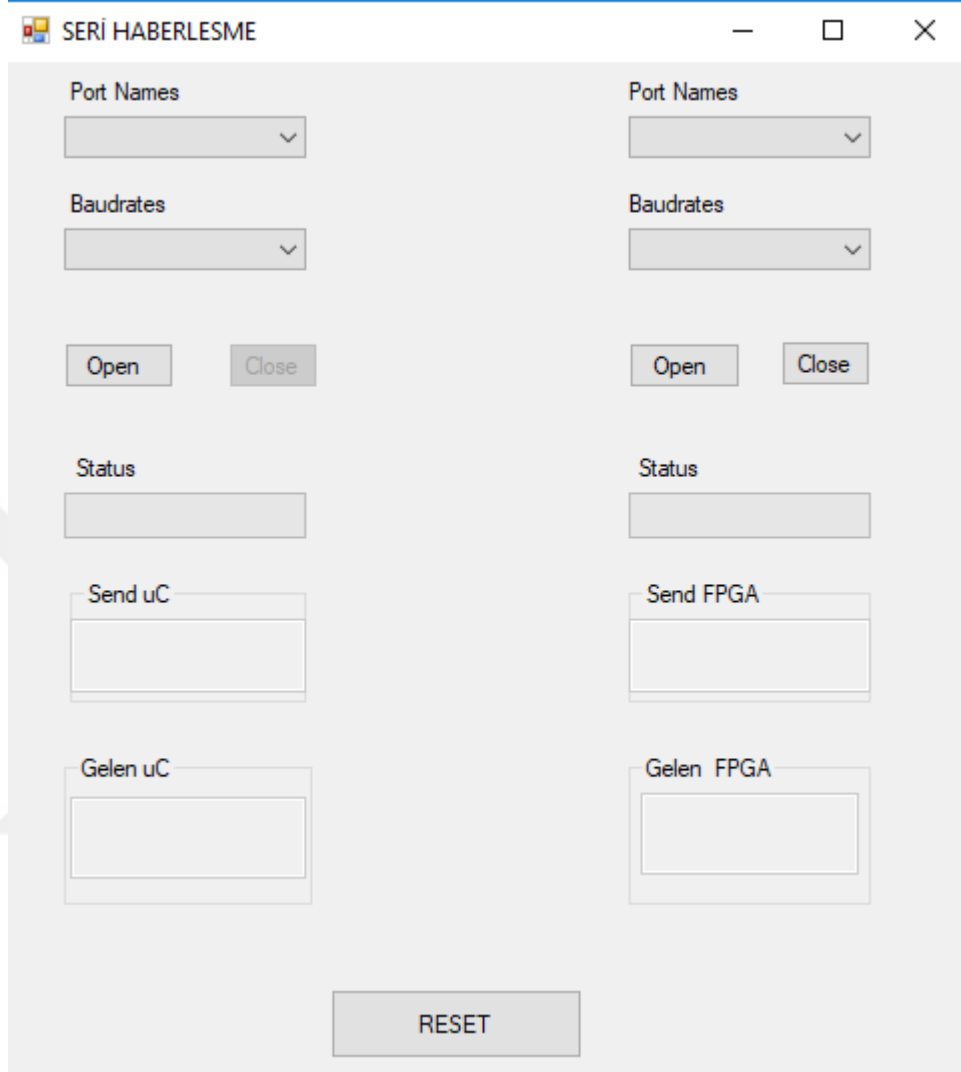 SERİ HABERLESME
Port Names
Port Names
Baudrates
Baudrates
Open
Close
Open
Close
Status
Status
Send uC
Send FPGA
Gelen uC
Gelen FPGA
RESET